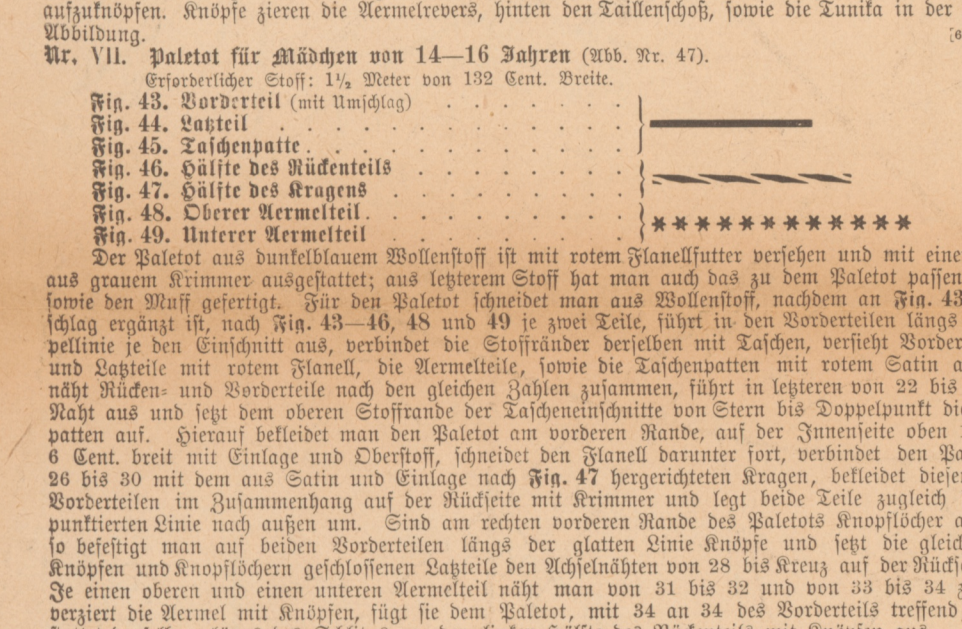 aufzuknöpfen. Knöpfe zieren die Aermelrevers, hinten den Taillenschoß, sowie die Tunika in der
Abbildung. [6
Nr. VII. Paletot für Mädchen von 14—16 Jahren (Abb. Nr. 47).
Erforderlicher Stoff: 1½ Meter von 132 Cent. Breite.
Fig. 43. Vorderteil (mit Umschlag) . . . . .
Fig. 44. Latzteil . . . . . . . . .
Fig. 45. Taschenpatte . . . . . . . .
Fig. 46. Hälfte des Rückenteils . . . . .
Fig. 47. Hälfte des Kragens . . . . . .
Fig. 48. Oberer Aermelteil . . . . . . .
Fig. 49. Unterer Aermelteil . . . . . .
Der Paletot aus dunkelblauem Wollenstoff ist mit rotem Flanellfutter versehen und mit eine
aus grauem Krimmer ausgestattet; aus letzterem Stoff hat man auch das zu dem Paletot passen
sowie den Muff gefertigt. Für den Paletot schneidet man aus Wollenstoff, nachdem an Fig. 43
schlag ergänzt ist, nach Fig. 43—46, 48 und 49 je zwei Teile, führt in den Vorderteilen längs
pellinie je den Einschnitt aus, verbindet die Stoffränder derselben mit Taschen, versieht Vorder
und Latzteile mit rotem Flanell, die Aermelteile, sowie die Taschenpatten mit rotem Satin a
näht Rücken- und Vorderteile nach den gleichen Zahlen zusammen, führt in letzteren von 22 bis
Naht aus und setzt dem oberen Stoffrande der Tascheneinschnitte von Stern bis Doppelpunkt di
patten auf. Hierauf bekleidet man den Paletot am vorderen Rande, auf der Innenseite oben
6 Cent. breit mit Einlage und Oberstoff, schneidet den Flanell darunter fort, verbindet den Pa
26 bis 30 mit dem aus Satin und Einlage nach Fig. 47 hergerichteten Kragen, bekleidet diesen
Vorderteilen im Zusammenhang auf der Rückseite mit Krimmer und legt beide Teile zugleich
punktierten Linie nach außen um. Sind am rechten vorderen Rande des Paletots Knopflöcher a
so befestigt man auf beiden Vorderteilen längs der glatten Linie Knöpfe und setzt die gleich
Knöpfen und Knopflöchern geschlossenen Latzteile den Achselnähten von 28 bis Kreuz auf der Rücks
Je einen oberen und einen unteren Aermelteil näht man von 31 bis 32 und von 33 bis 34 z
verziert die Aermel mit Knöpfen, fügt sie dem Paletot, mit 34 an 34 des Vorderteils treffend